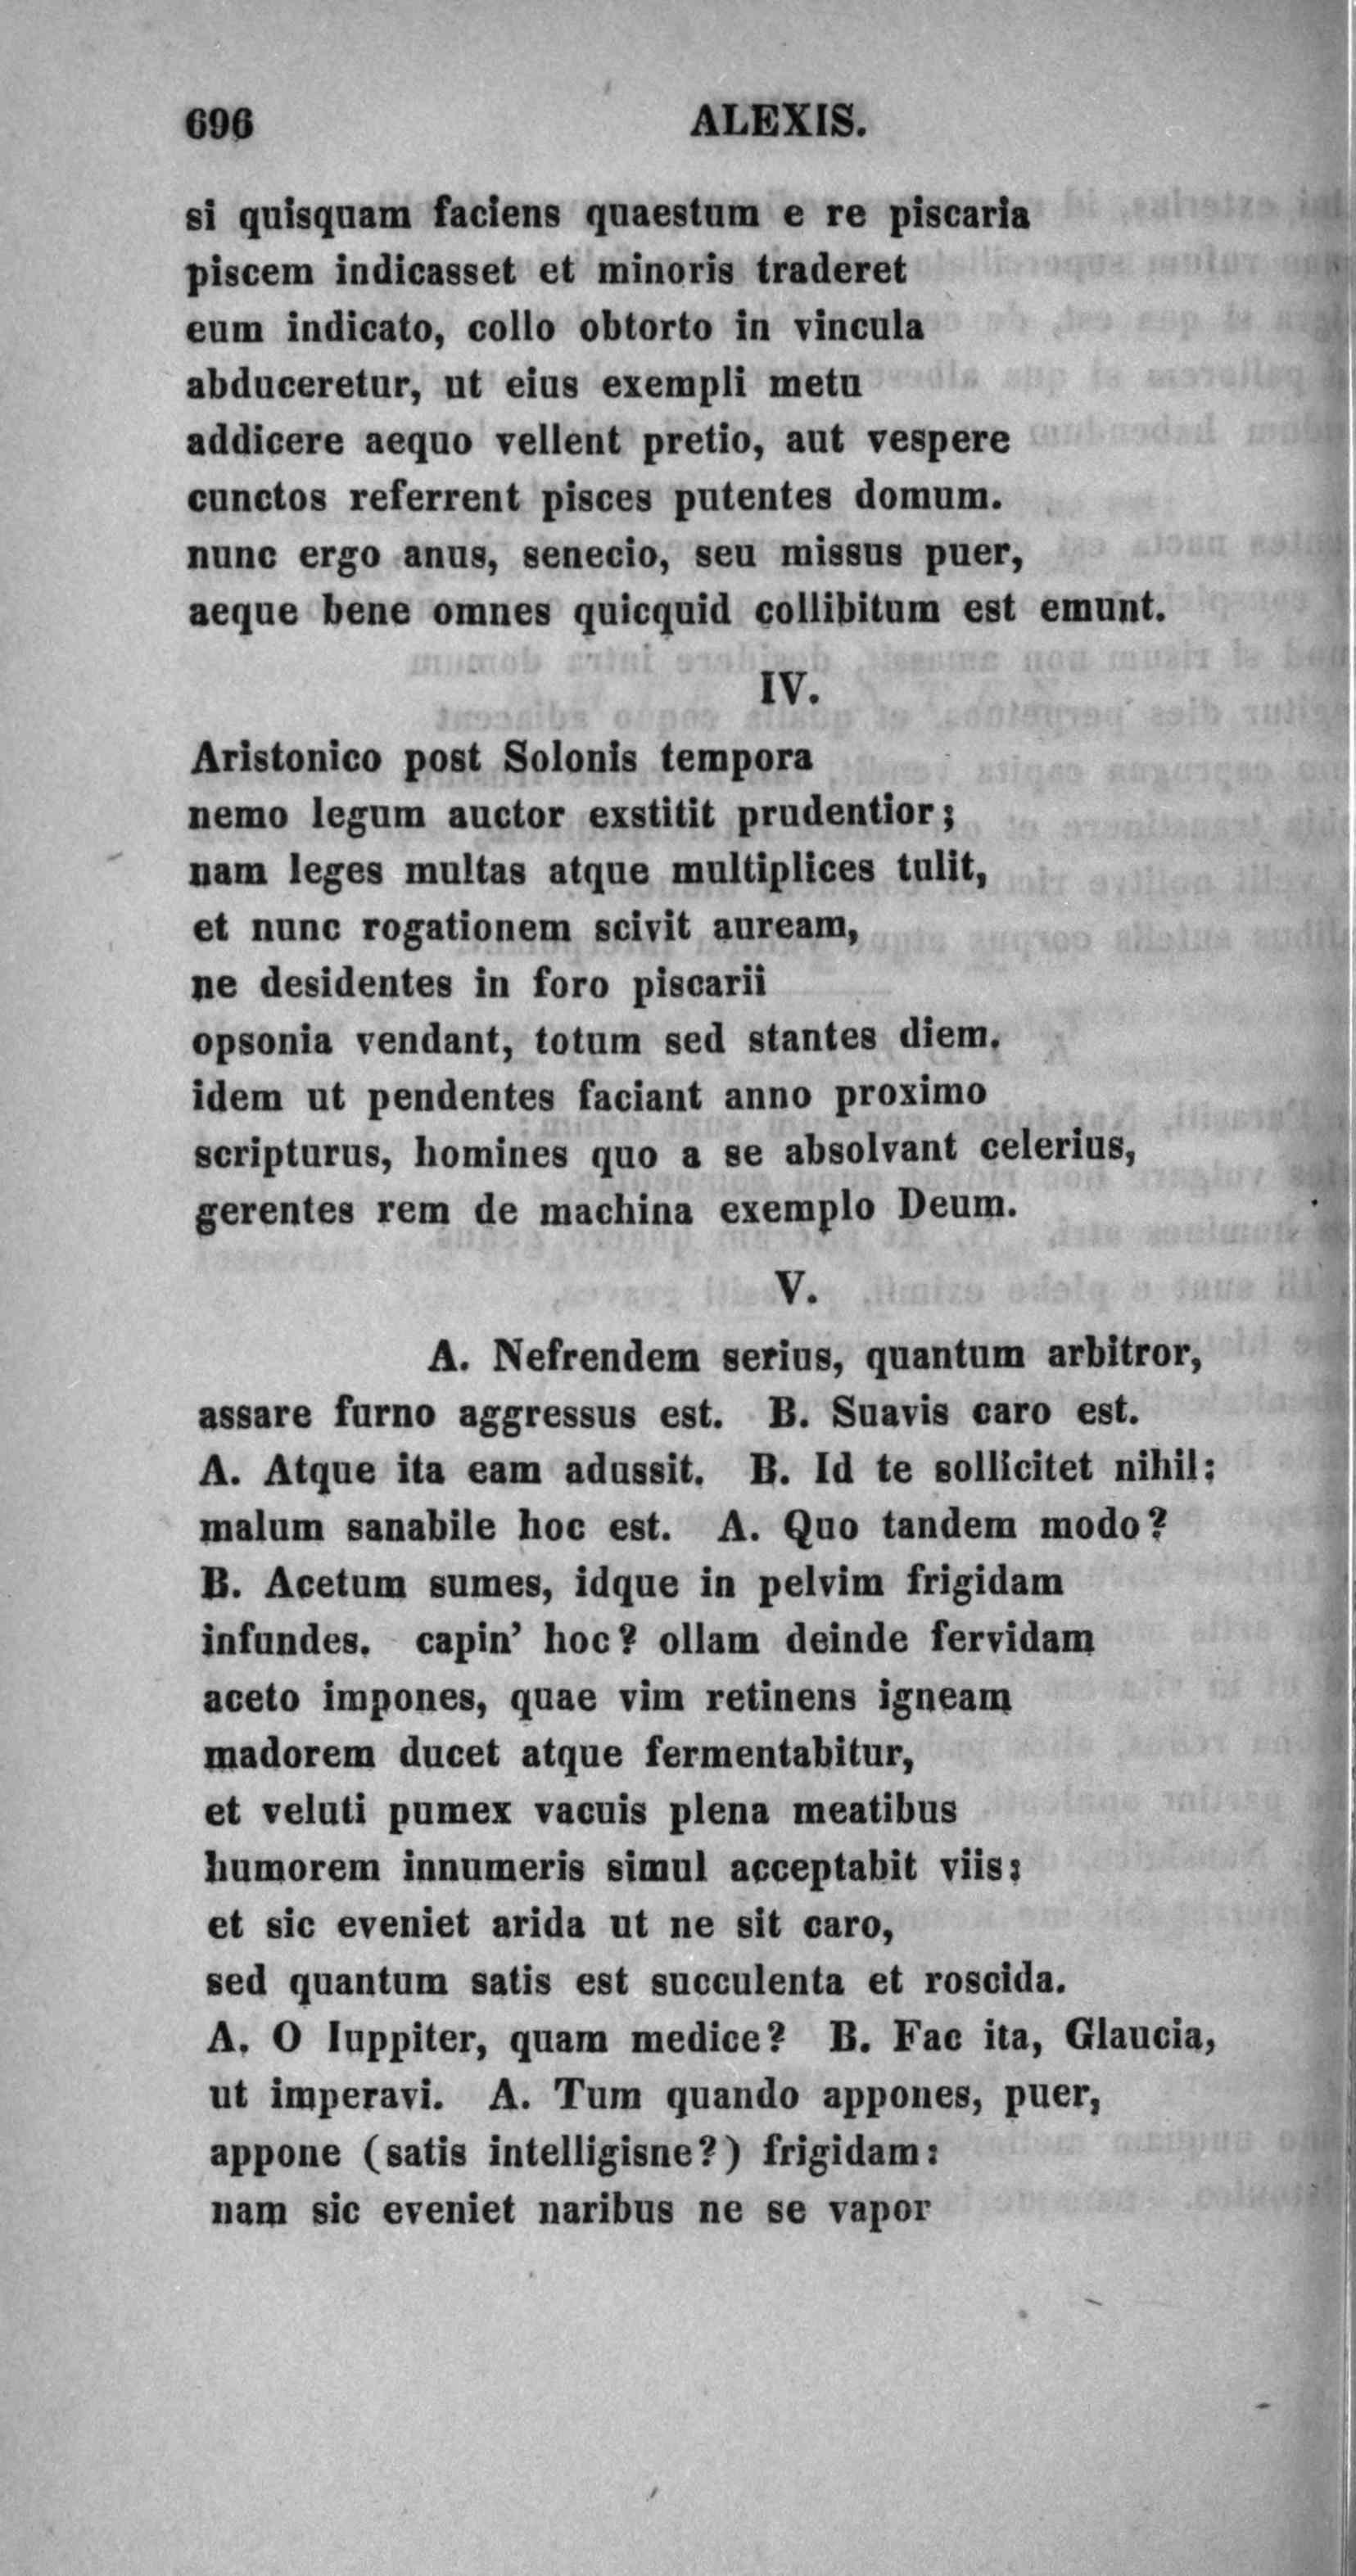 696 ALEXIS.
si quisquam faciens quaestum e re piscaria
piscem indicasset et minoris traderet
eum indicato, collo obtorto in vincula
abduceretur, ut eius exempli metu
addicere aequo vellent pretio, aut vespere
cunctos referrent pisces putentes domum.
nunc ergo anus, senecio, seu missus puer,
aeque bene omnes quicquid collibitum est emunt.
IV.
Aristonico post Solonis tempora
nemo legum auctor exstitit prudentior;
nam leges multas atque multiplices tulit,
et nunc rogationem scivit auream,
ne desidentes in foro piscarii
opsonia vendant, totum sed stantes diem.
idem ut pendentes faciant anno proximo
scripturus, homines quo a se absolvant celerius,
gerentes rem de machina exemplo Deum.
V.
A. Nefrendem serius, quantum arbitror,
assare furno aggressus est. B. Suavis caro est.
A. Atque ita eam adussit. B. Id te sollicitet nihil:
malum sanabile hoc est. A. Quo tandem modo?
B. Acetum sumes, idque in pelvim frigidam
infundes. capin' hoc? ollam deinde fervidam
aceto impones, quae vim retinens igneam
madorem ducet atque fermentabitur,
et veluti pumex vacuis plena meatibus
humorem innumeris simul acceptabit viis;
et sic eveniet arida ut ne sit caro,
sed quantum satis est succulenta et roscida.
A. O Iuppiter, quam medice? B. Fac ita, Glaucia,
ut imperavi. A. Tum quando appones, puer,
appone (satis intelligisne?) frigidam:
nam sic eveniet naribus ne se vapor